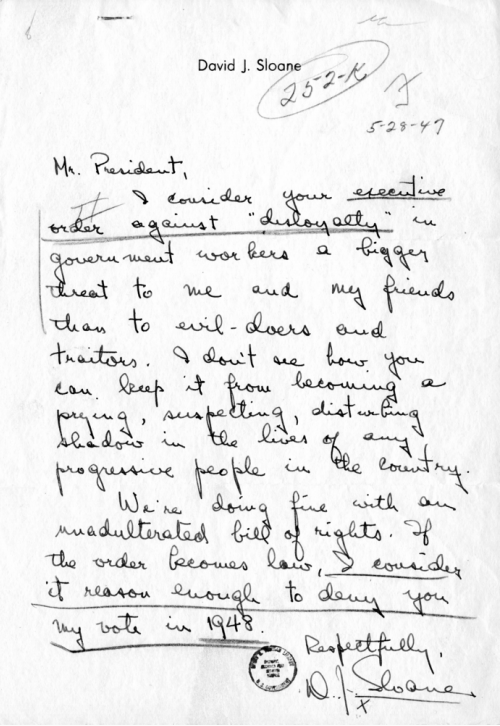 David J. Sloane
252-K
5-28-47
Mr. President,
I consider your executive
order against "disloyalty" in
government workers a bigger
threat to me and my friends
than to evil-doers and
traitors. I don't see how you
can keep it from becoming a
prying, suspecting, disturbing
shadow in the lives of any
progressive people in the country.
We're doing fine with an
unadulterated bill of rights. If
the order becomes law, I consider
it reason enough to deny you
my vote in 1948.
Respectfully,
D. J. Sloane
x